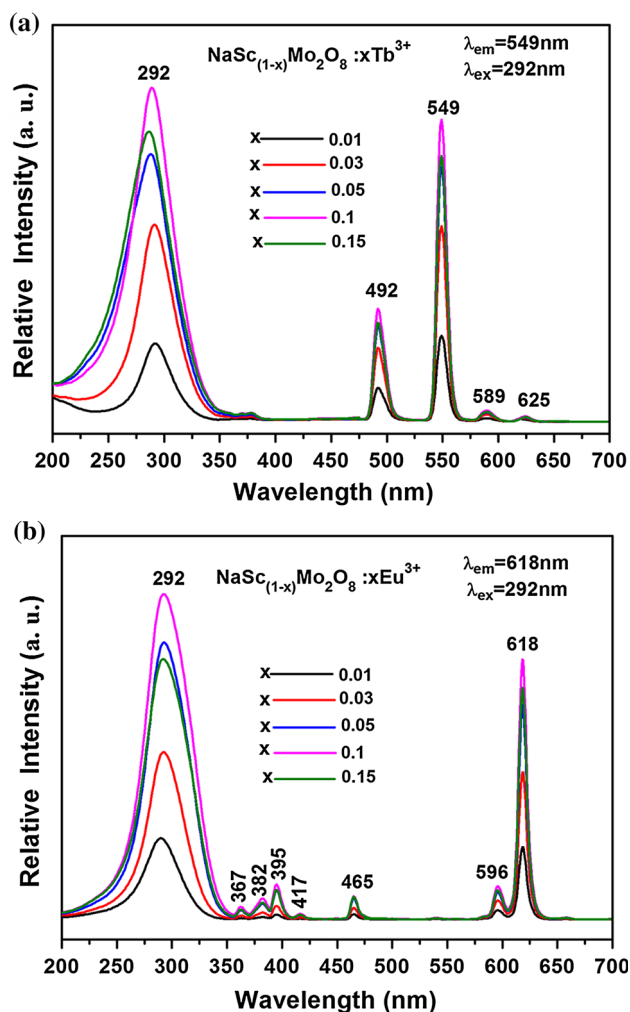 (a)
NaSc(1-x)Mo2O8 :xTb3+
λem=549nm
λex=292nm
292
549
492
589
625
x 0.01
x 0.03
x 0.05
x 0.1
x 0.15
Relative Intensity (a. u.)
200 250 300 350 400 450 500 550 600 650 700
Wavelength (nm)
(b)
NaSc(1-x)Mo2O8 :xEu3+
λem=618nm
λex=292nm
292
618
x 0.01
x 0.03
x 0.05
x 0.1
x 0.15
367
382
395
417
465
596
Relative Intensity (a. u.)
200 250 300 350 400 450 500 550 600 650 700
Wavelength (nm)